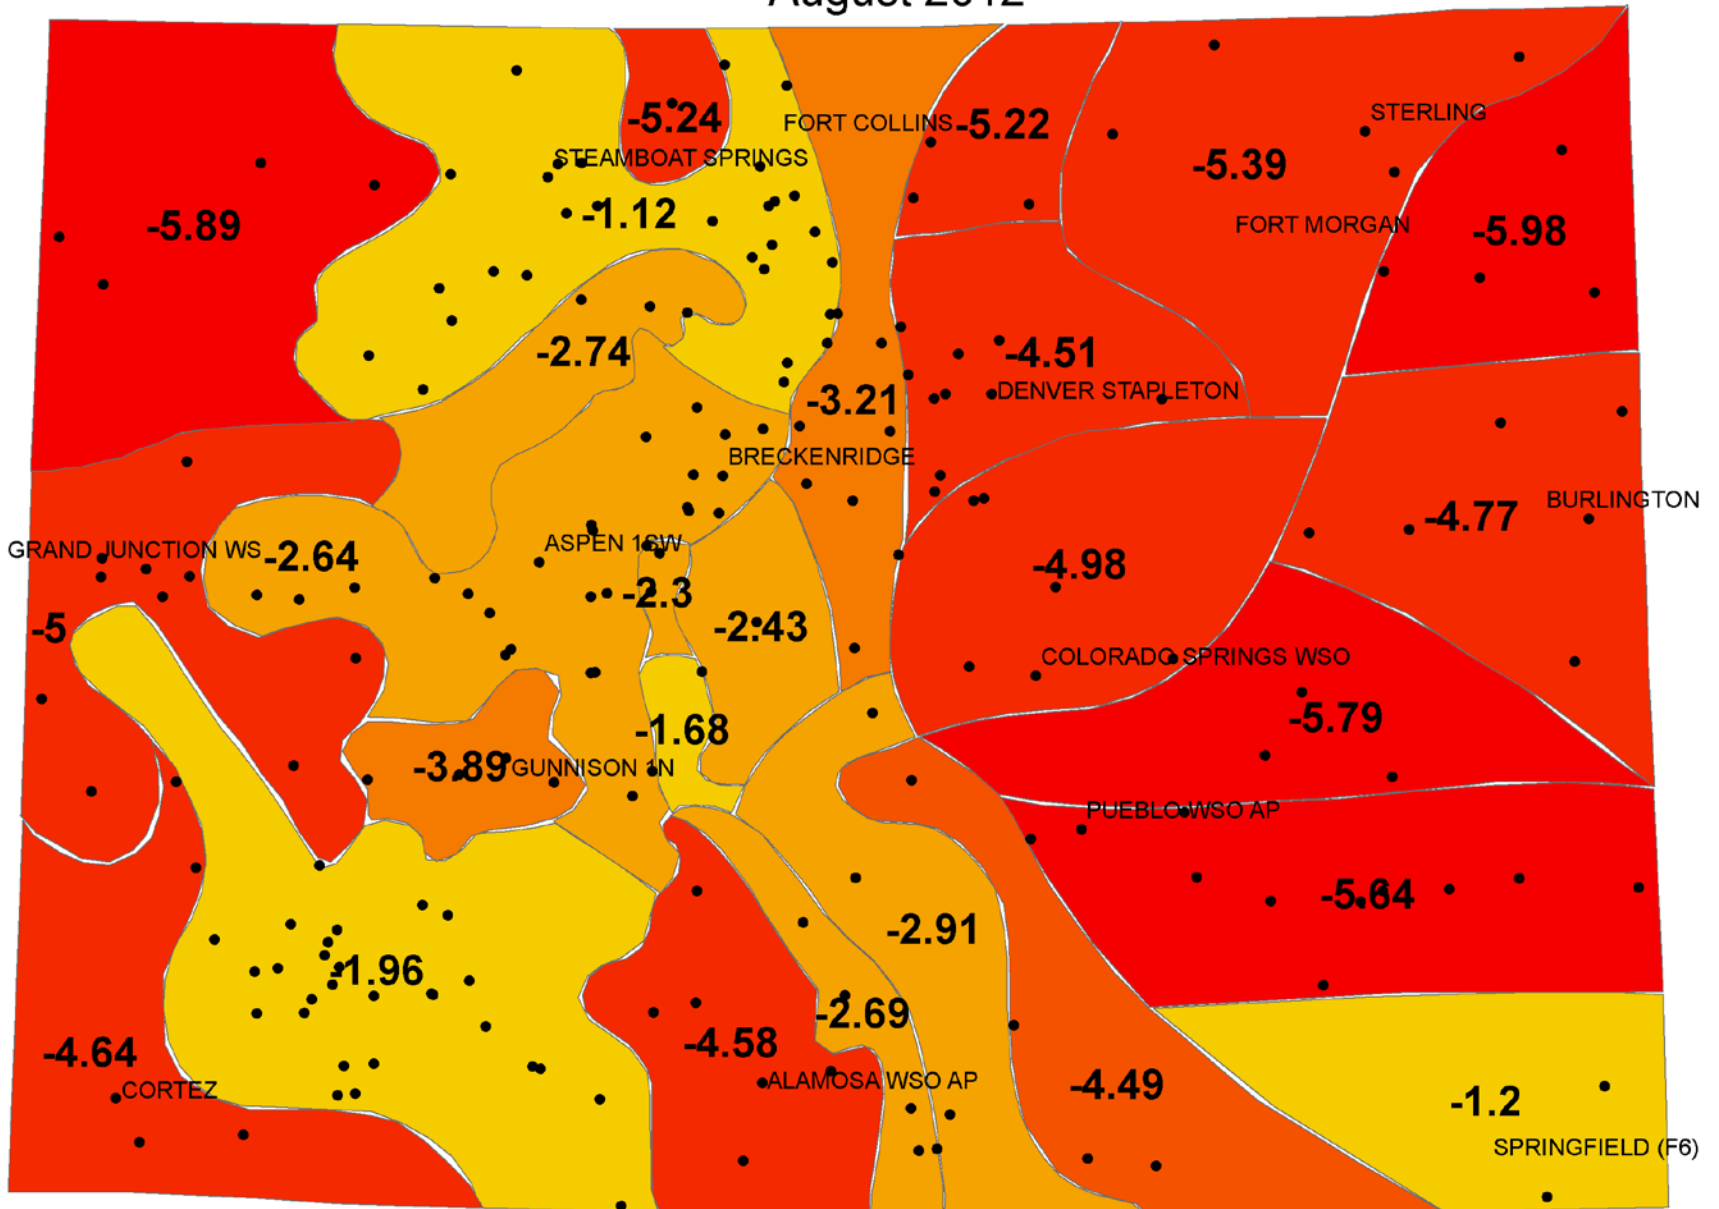 August 2012
-5.24
FORT COLLINS
-5.22
STERLING
STEAMBOAT SPRINGS
-5.39
-5.89
-1.12
FORT MORGAN
-5.98
-2.74
-4.51
DENVER STAPLETON
-3.21
BRECKENRIDGE
BURLINGTON
-4.77
GRAND JUNCTION WS
-2.64
ASPEN 1SW
-4.98
-2.3
-5
-2.43
COLORADO SPRINGS WSO
-1.68
-5.79
-3.89
GUNNISON 1N
PUEBLO WSO AP
-5.64
-2.91
-1.96
-2.69
-4.58
-4.64
CORTEZ
ALAMOSA WSO AP
-4.49
-1.2
SPRINGFIELD (F6)